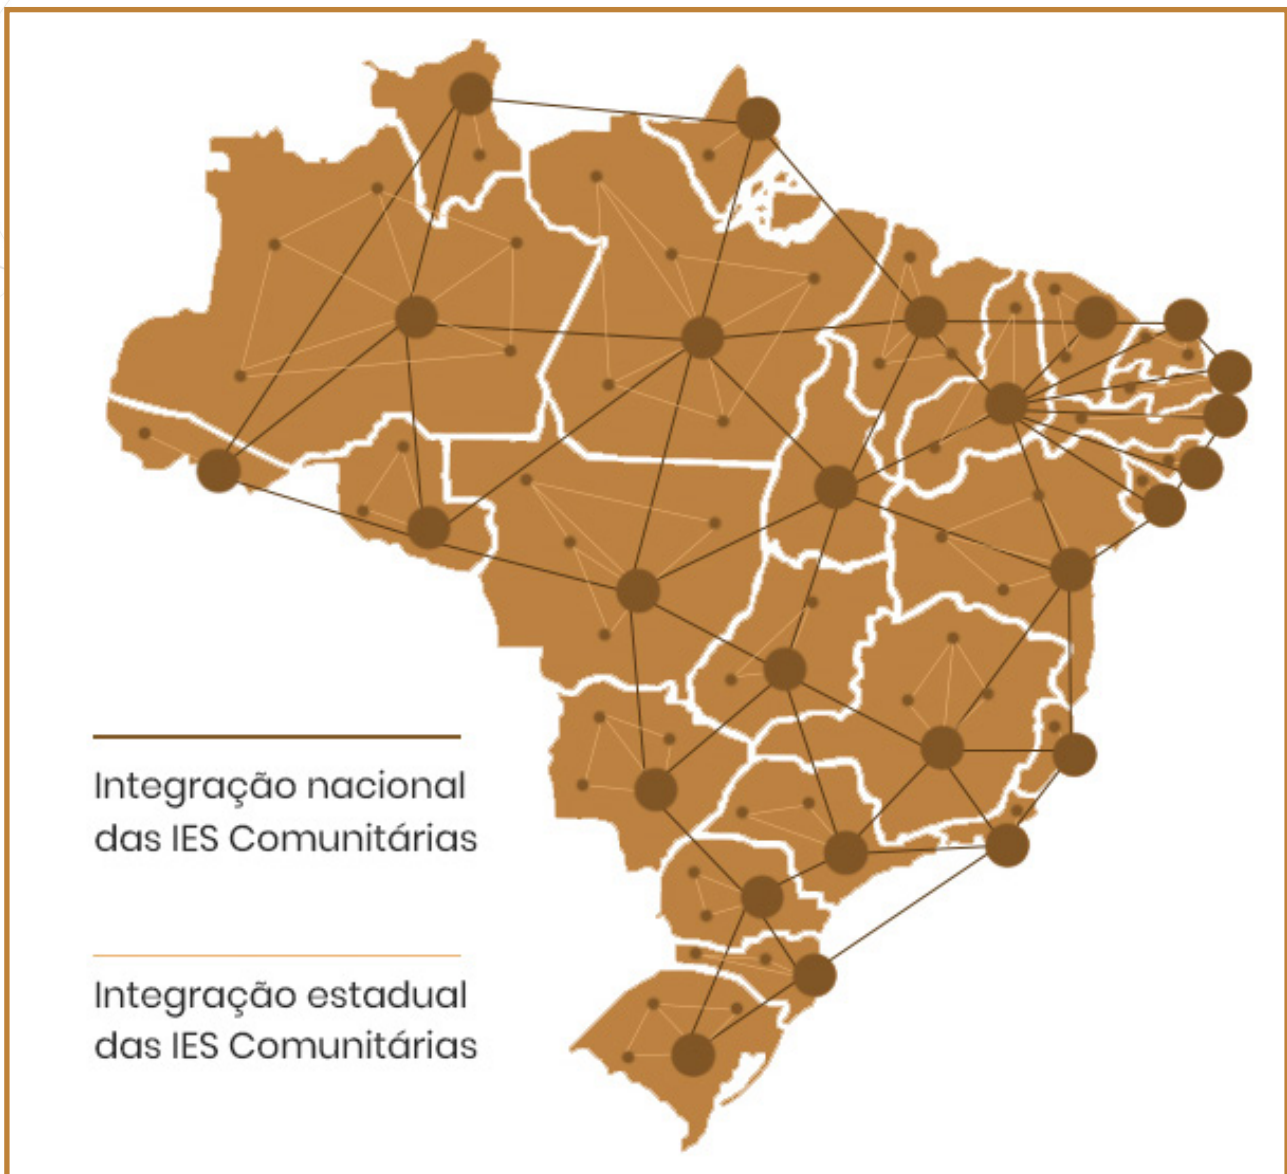 Integração nacional
das IES Comunitárias
Integração estadual
das IES Comunitárias